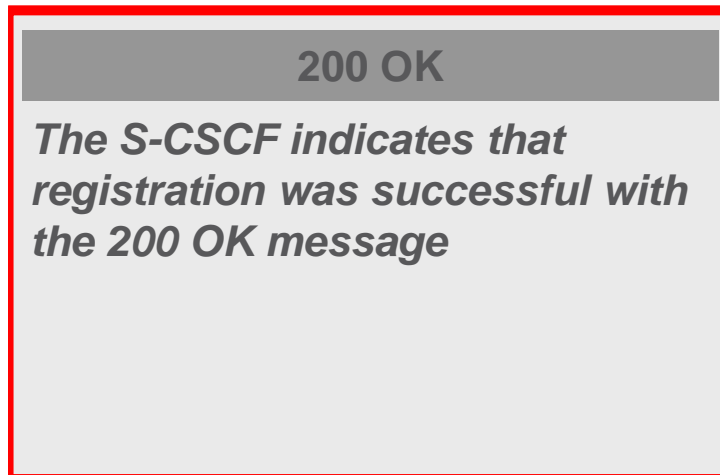 200 OK
The S-CSCF indicates that
registration was successful with
the 200 OK message